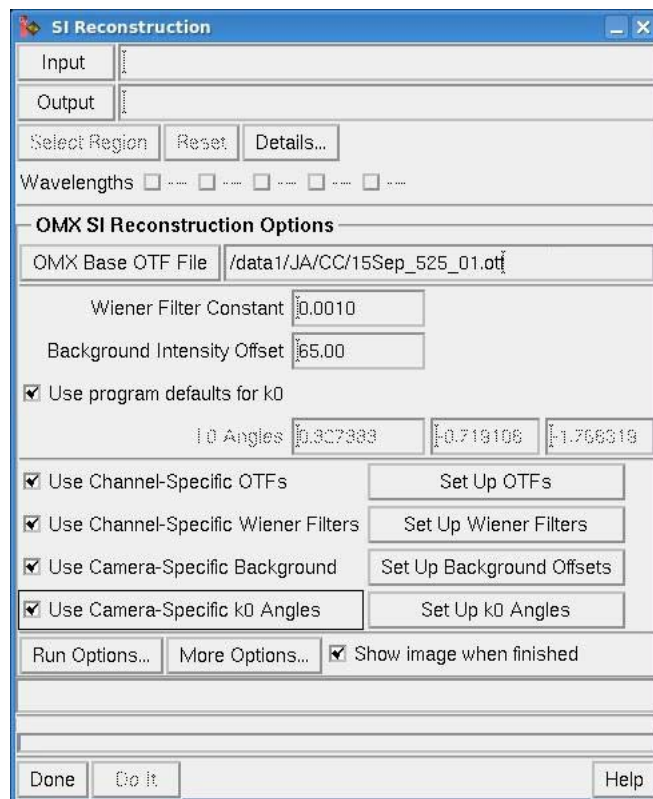 SI Reconstruction
Input
Output
Select Region Reset Details...
Wavelengths --- --- --- --- ---
OMX SI Reconstruction Options
OMX Base OTF File /data1/JA/CC/15Sep_525_01.otf
Wiener Filter Constant 0.0010
Background Intensity Offset 65.00
Use program defaults for k0
k0 Angles 0.827383 -0.719106 -1.766319
Use Channel-Specific OTFs Set Up OTFs
Use Channel-Specific Wiener Filters Set Up Wiener Filters
Use Camera-Specific Background Set Up Background Offsets
Use Camera-Specific k0 Angles Set Up k0 Angles
Run Options... More Options... Show image when finished
Done Do It Help